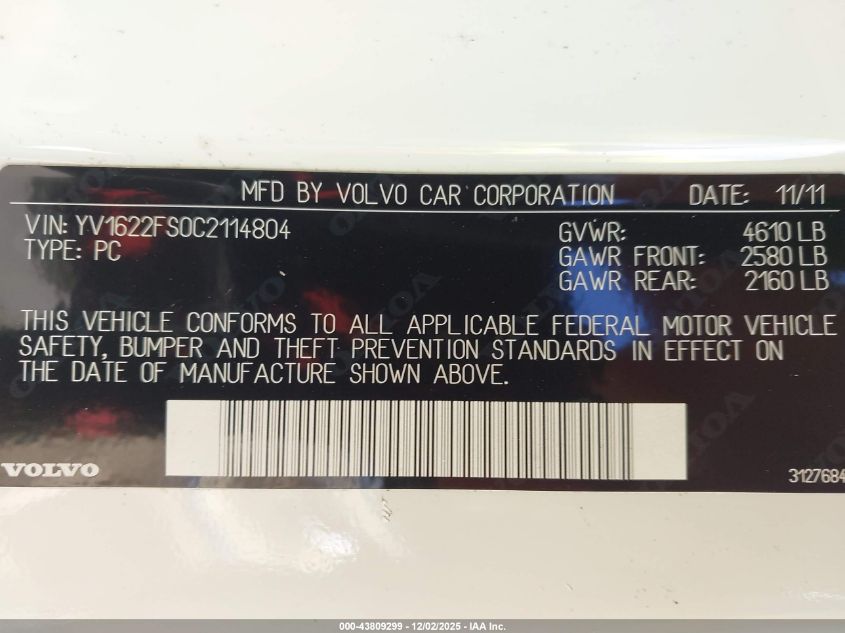 MFD BY VOLVO CAR CORPORATION DATE: 11/11
VIN: YV1622FS0C2114804 GVWR: 4610 LB
TYPE: PC GAWR FRONT: 2580 LB
GAWR REAR: 2160 LB
THIS VEHICLE CONFORMS TO ALL APPLICABLE FEDERAL MOTOR VEHICLE
SAFETY, BUMPER AND THEFT PREVENTION STANDARDS IN EFFECT ON
THE DATE OF MANUFACTURE SHOWN ABOVE.
VOLVO 3127684
000-43809299 - 12/02/2025 - IAA Inc.